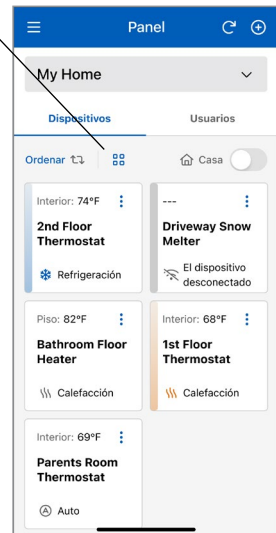 Panel
My Home
Dispositivos
Usuarios
Ordenar
Casa
Interior: 74°F
2nd Floor
Thermostat
Refrigeración
---
Driveway Snow
Melter
El dispositivo
desconectado
Piso: 82°F
Bathroom Floor
Heater
Calefacción
Interior: 68°F
1st Floor
Thermostat
Calefacción
Interior: 69°F
Parents Room
Thermostat
A Auto